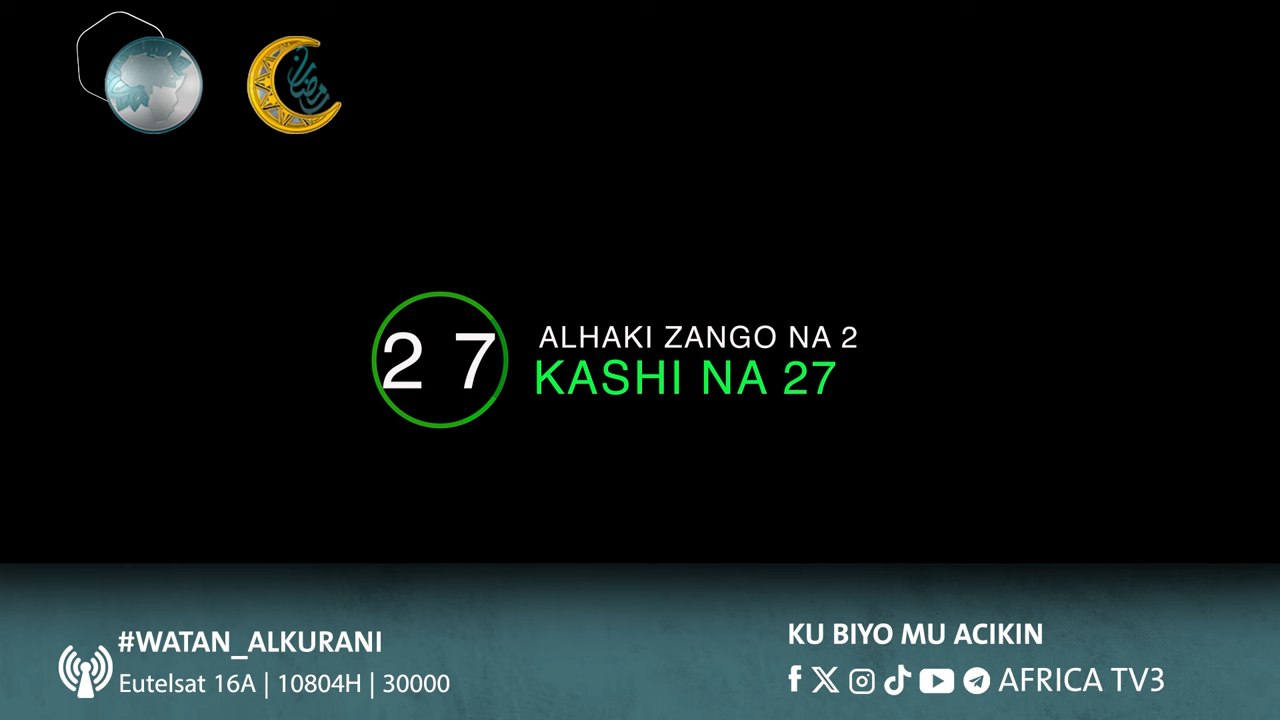 رمضان
2 7
ALHAKI ZANGO NA 2
KASHI NA 27
#WATAN_ALKURANI
Eutelsat 16A | 10804H | 30000
KU BIYO MU ACIKIN
AFRICA TV3